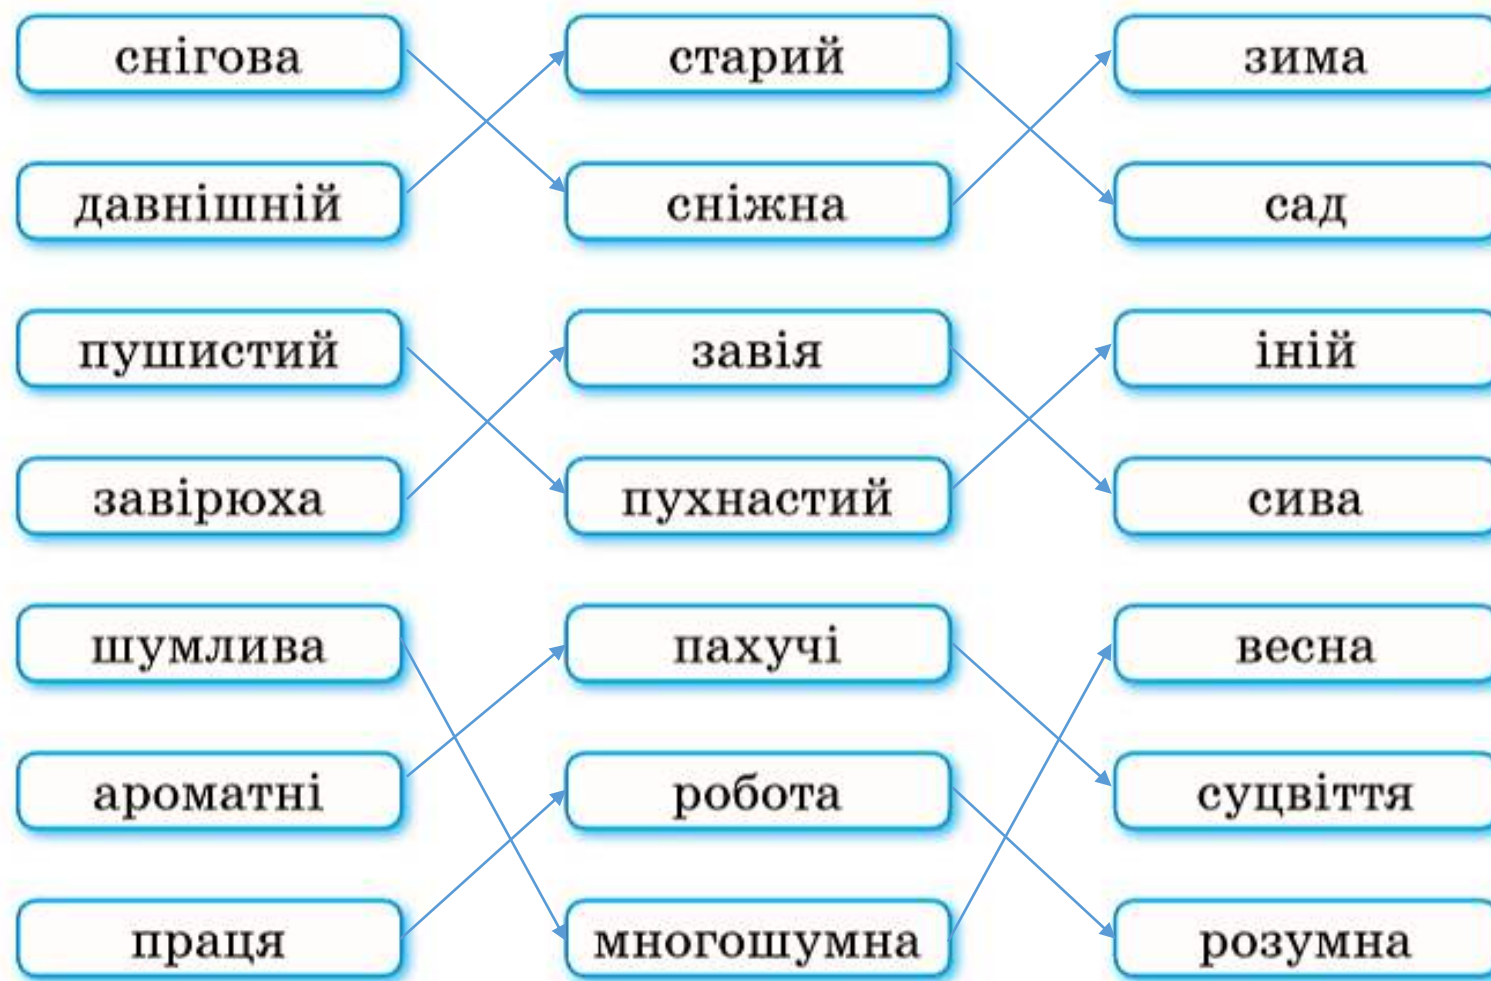 снігова старий зима
давнішній сніжна сад
пушистий завія іній
завірюха пухнастий сива
шумлива пахучі весна
ароматні робота суцвіття
праця многошумна розумна